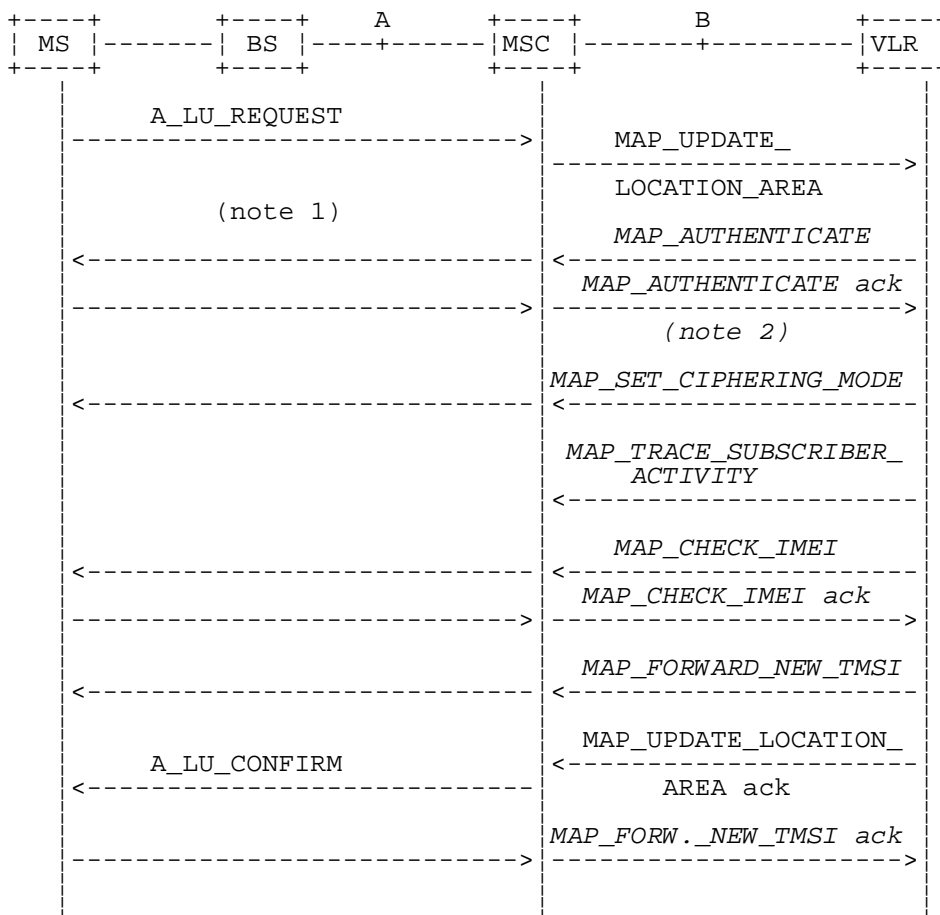 A B
MS BS MSC VLR
A_LU_REQUEST
MAP_UPDATE_
LOCATION_AREA
(note 1)
MAP_AUTHENTICATE
MAP_AUTHENTICATE ack
(note 2)
MAP_SET_CIPHERING_MODE
MAP_TRACE_SUBSCRIBER_
ACTIVITY
MAP_CHECK_IMEI
MAP_CHECK_IMEI ack
MAP_FORWARD_NEW_TMSI
MAP_UPDATE_LOCATION_
A_LU_CONFIRM
AREA ack
MAP_FORW._NEW_TMSI ack